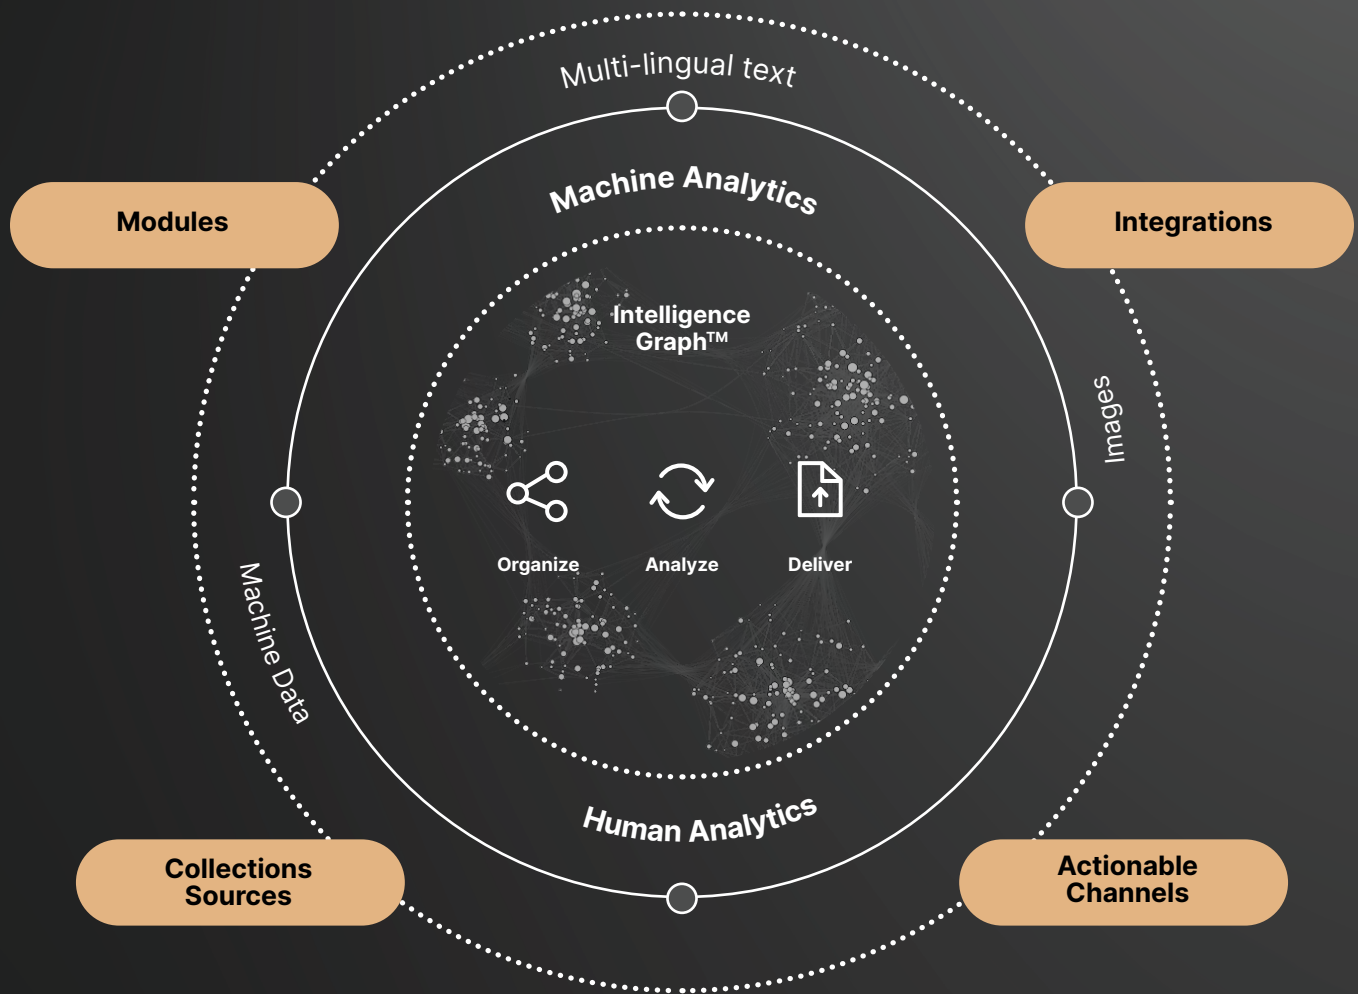 Multi-lingual text
Machine Analytics
Modules
Integrations
Intelligence
Graph™
Images
Organize
Analyze
Deliver
Machine Data
Human Analytics
Collections
Sources
Actionable
Channels